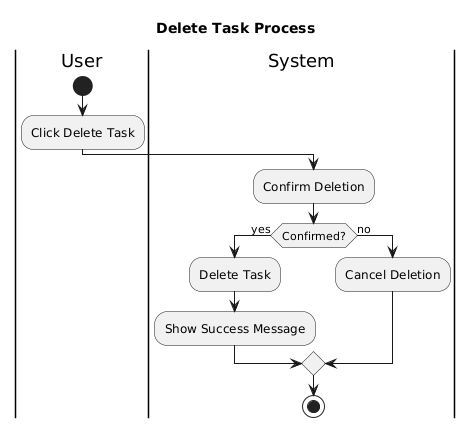 Delete Task Process
User
System
Click Delete Task
Confirm Deletion
yes
Confirmed?
no
Delete Task
Cancel Deletion
Show Success Message